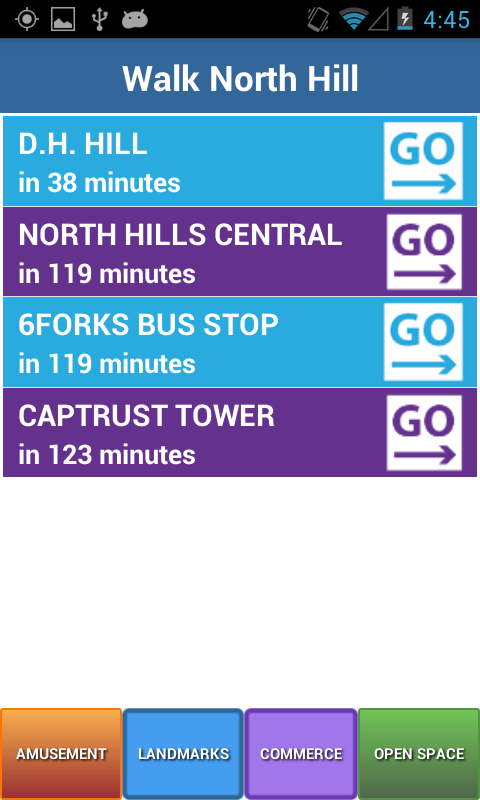 4:45
Walk North Hill
D.H. HILL
in 38 minutes
GO
NORTH HILLS CENTRAL
in 119 minutes
GO
6FORKS BUS STOP
in 119 minutes
GO
CAPTRUST TOWER
in 123 minutes
GO
AMUSEMENT
LANDMARKS
COMMERCE
OPEN SPACE